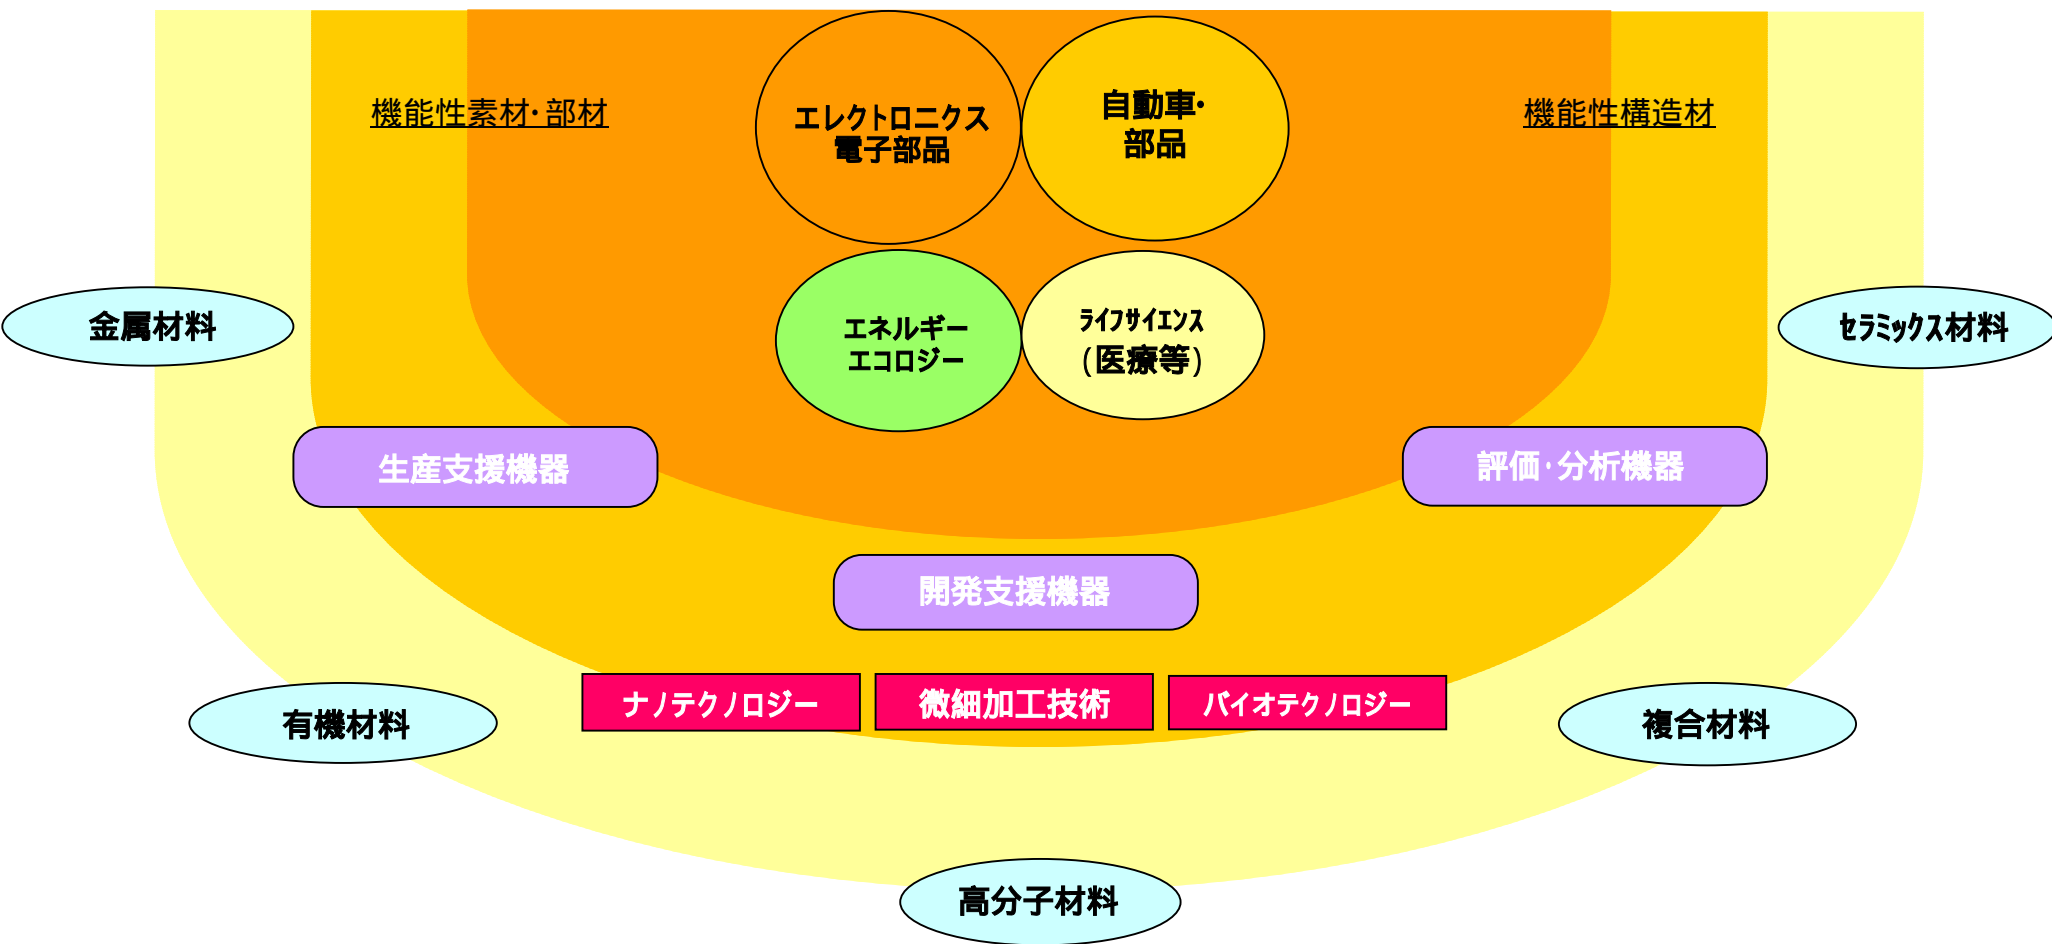 機能性素材・部材
エレクトロニクス
電子部品
自動車・
部品
機能性構造材
金属材料
エネルギー
エコロジー
ﾗｲﾌｻｲｴﾝｽ
(医療等)
ｾﾗﾐｯｸｽ材料
生産支援機器
評価・分析機器
開発支援機器
ナノテクノロジー
微細加工技術
バイオテクノロジー
有機材料
複合材料
高分子材料